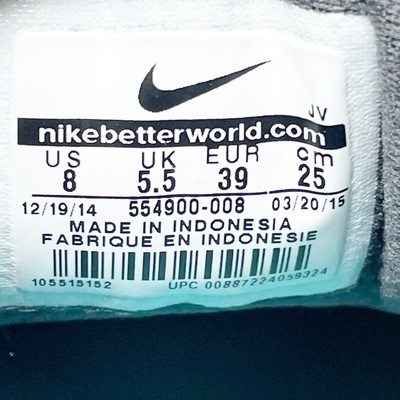 JV
nikebetterworld.com
US UK EUR cm
8 5.5 39 25
12/19/14 554900-008 03/20/15
MADE IN INDONESIA
FABRIQUE EN INDONESIE
105515152 UPC 00887224059324